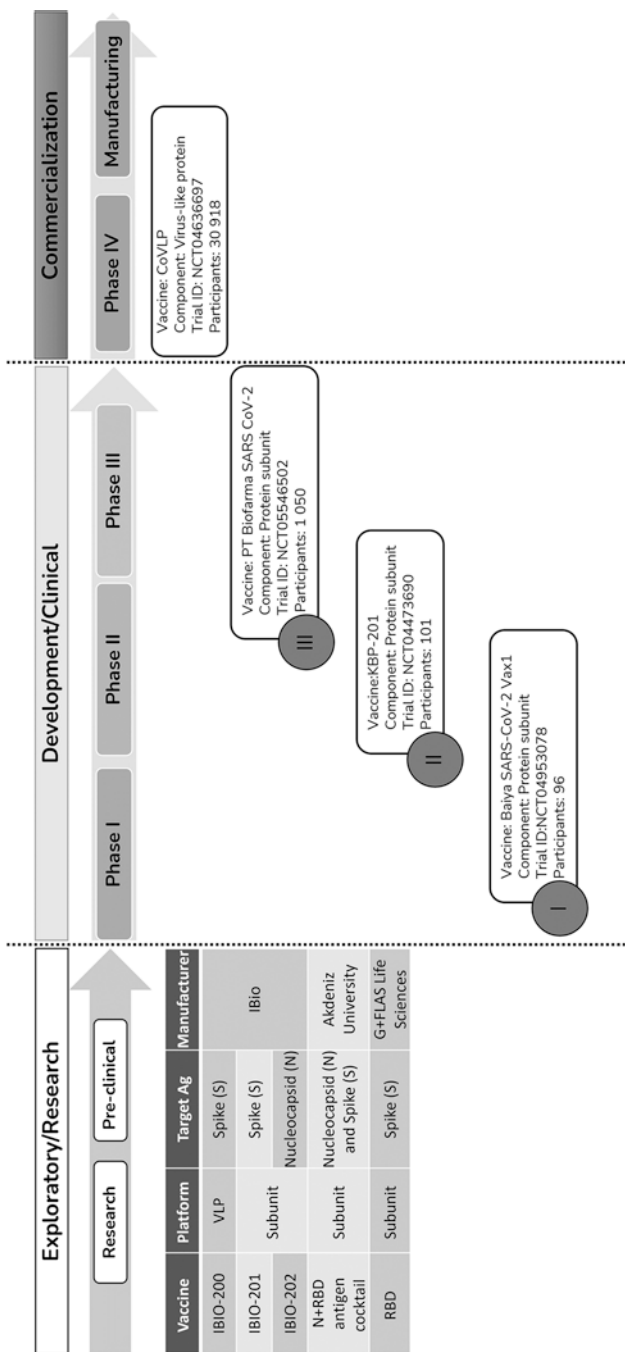 Exploratory/Research
Research
Pre-clinical
Vaccine Platform Target Ag Manufacturer
IBIO-200 VLP Spike (S) IBio
IBIO-201 Subunit Spike (S)
IBIO-202 Nucleocapsid (N)
N+RBD
antigen
cocktail
Subunit
Nucleocapsid (N)
and Spike (S)
Akdeniz
University
RBD Subunit Spike (S)
G+FLAS Life
Sciences
Development/Clinical
Phase I
Phase II
Phase III
III
Vaccine: PT Biofarma SARS CoV-2
Component: Protein subunit
Trial ID: NCT05546502
Participants: 1 050
II
Vaccine:KBP-201
Component: Protein subunit
Trial ID: NCT04473690
Participants: 101
I
Vaccine: Baiya SARS-CoV-2 Vax1
Component: Protein subunit
Trial ID:NCT04953078
Participants: 96
Commercialization
Phase IV
Manufacturing
Vaccine: CoVLP
Component: Virus-like protein
Trial ID: NCT04636697
Participants: 30 918